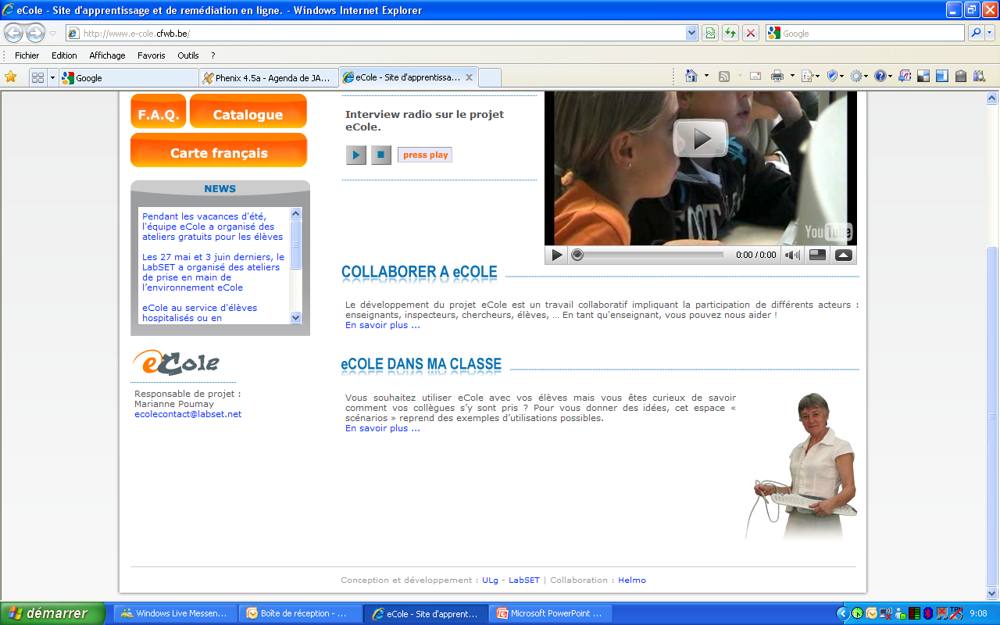 eCole - Site d'apprentissage et de remédiation en ligne. - Windows Internet Explorer
http://www.e-cole.cfwb.be/
Google
Fichier Edition Affichage Favoris Outils ?
Google
Phenix 4.5a - Agenda de JA...
eCole - Site d'apprentissa...
F.A.Q.
Catalogue
Carte français
NEWS
Pendant les vacances d'été,
l'équipe eCole a organisé des
ateliers gratuits pour les élèves
Les 27 mai et 3 juin derniers, le
LabSET a organisé des ateliers
de prise en main de
l'environnement eCole
eCole au service d'élèves
hospitalisés ou en
eCole
Responsable de projet :
Marianne Poumay
ecolecontact@labset.net
Interview radio sur le projet
eCole.
press play
YouTube
0:00 / 0:00
COLLABORER A eCOLE
Le développement du projet eCole est un travail collaboratif impliquant la participation de différents acteurs :
enseignants, inspecteurs, chercheurs, élèves, ... En tant qu'enseignant, vous pouvez nous aider !
En savoir plus ...
eCOLE DANS MA CLASSE
Vous souhaitez utiliser eCole avec vos élèves mais vous êtes curieux de savoir
comment vos collègues s'y sont pris ? Pour vous donner des idées, cet espace «
scénarios » reprend des exemples d'utilisations possibles.
En savoir plus ...
Conception et développement : ULg - LabSET | Collaboration : Helmo
démarrer
Windows Live Messen...
Boîte de réception - ...
eCole - Site d'apprent...
Microsoft PowerPoint ...
9:08